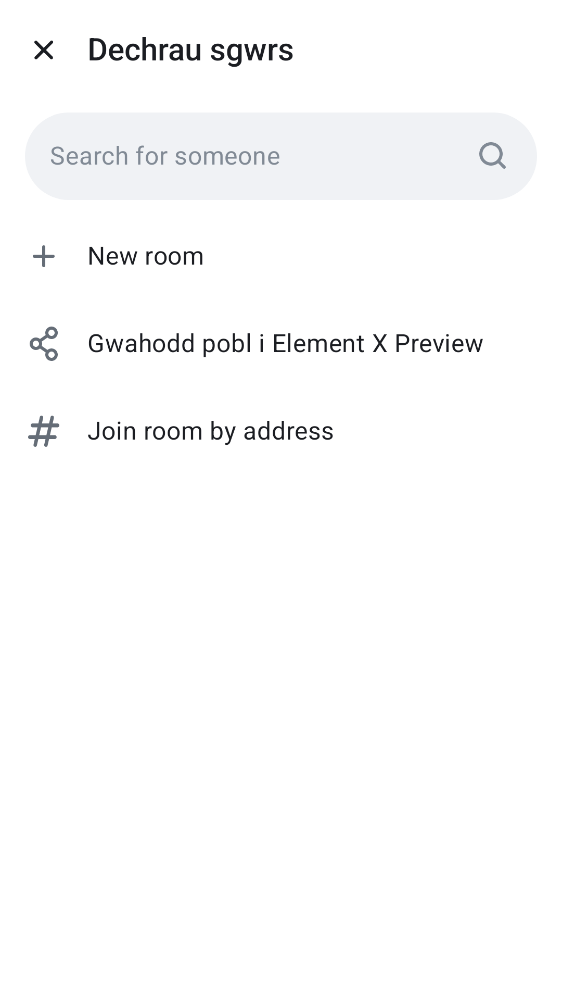 Dechrau sgwrs
Search for someone
New room
Gwahodd pobl i Element X Preview
Join room by address